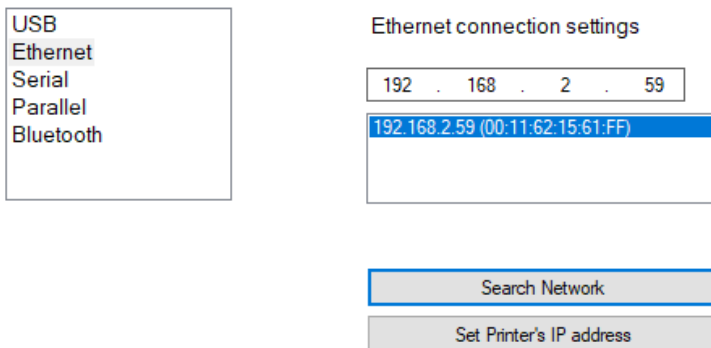 USB
Ethernet
Serial
Parallel
Bluetooth
Ethernet connection settings
192 . 168 . 2 . 59
192.168.2.59 (00:11:62:15:61:FF)
Search Network
Set Printer's IP address